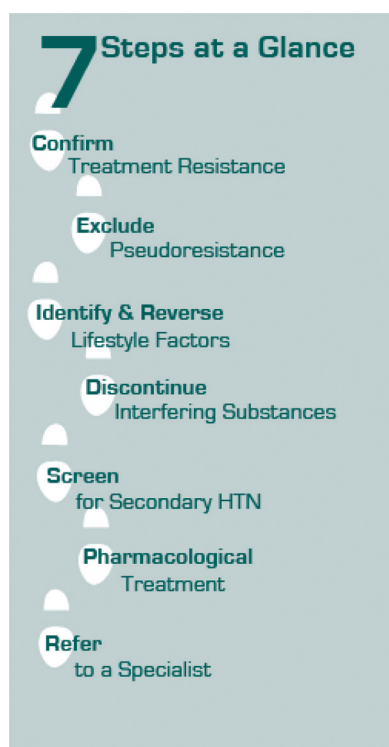 7 Steps at a Glance
Confirm
Treatment Resistance
Exclude
Pseudoresistance
Identify & Reverse
Lifestyle Factors
Discontinue
Interfering Substances
Screen
for Secondary HTN
Pharmacological
Treatment
Refer
to a Specialist